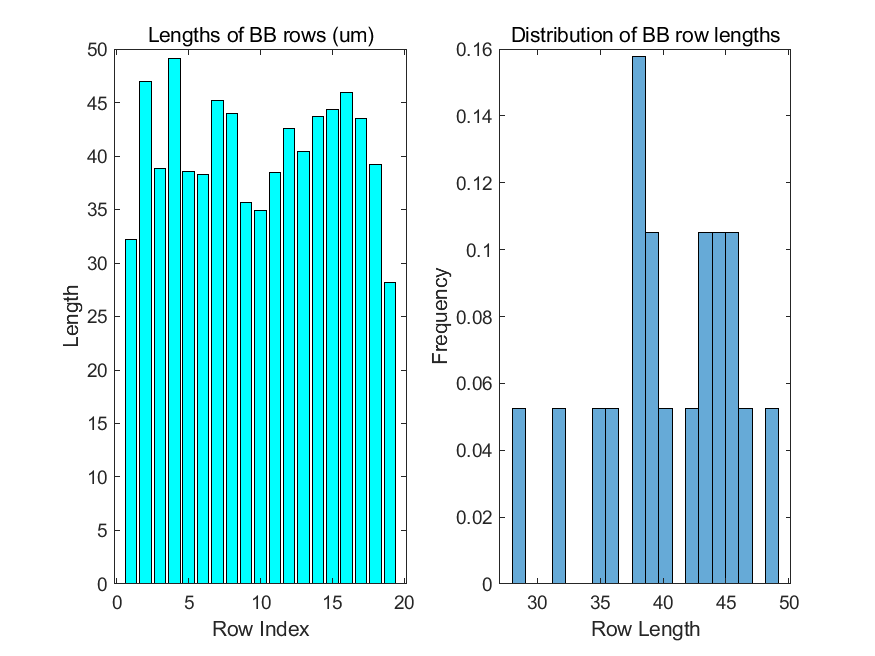 Lengths of BB rows (um)
50
45
40
35
30
25
20
15
10
5
0
0 5 10 15 20
Length
Row Index
Distribution of BB row lengths
0.16
0.14
0.12
0.1
0.08
0.06
0.04
0.02
0
30 35 40 45 50
Frequency
Row Length